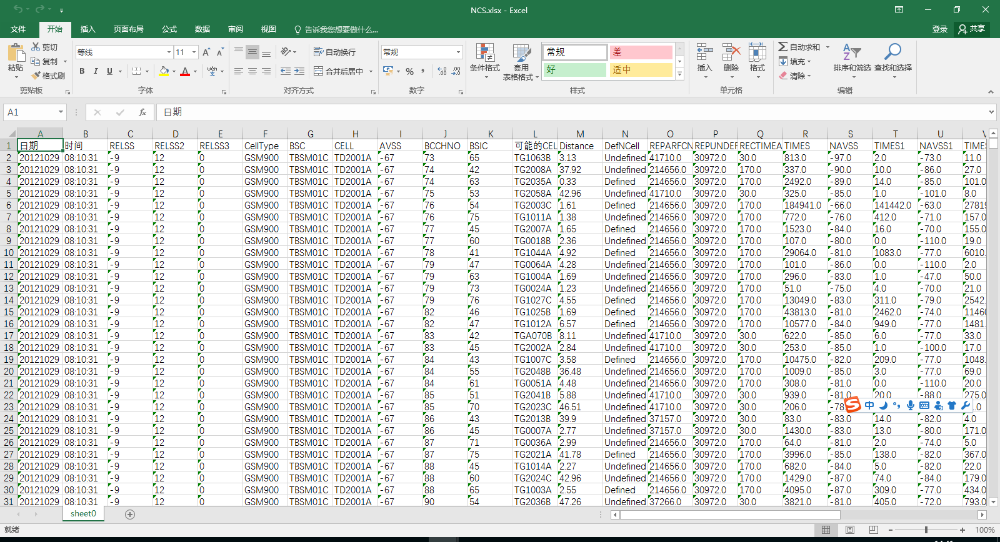 NCS.xlsx - Excel
文件 开始 插入 页面布局 公式 数据 审阅 视图 告诉我您想要做什么... 登录 共享
剪切 等线 11 自动换行 常规 常规 差 自动求和
粘贴 复制 条件格式 套用 插入 删除 格式 填充 排序和筛选 查找和选择
格式刷 B I U 合并后居中 % , 表格格式 好 适中 清除
剪贴板 字体 对齐方式 数字 样式 单元格 编辑
A1 fx 日期
A B C D E F G H I J K L M N O P Q R S T U V
1 日期 时间 RELSS RELSS2 RELSS3 CellType BSC CELL AVSS BCCHNO BSIC 可能的CEL Distance DefNCell REPARFCN REPUNDEF RECTIMEA TIMES NAVSS TIMES1 NAVSS1 TIMES
2 20121029 08:10:31 -9 12 0 GSM900 TBSM01C TD2001A -67 73 65 TG1063B 3.13 Undefined 41710.0 30972.0 30.0 813.0 -97.0 2.0 -73.0 11.0
3 20121029 08:10:31 -9 12 0 GSM900 TBSM01C TD2001A -67 74 42 TG2008A 37.92 Undefined 214656.0 30972.0 170.0 337.0 -90.0 10.0 -86.0 27.0
4 20121029 08:10:31 -9 12 0 GSM900 TBSM01C TD2001A -67 74 63 TG2035A 0.33 Defined 214656.0 30972.0 170.0 2492.0 -89.0 14.0 -85.0 101.0
5 20121029 08:10:31 -9 12 0 GSM900 TBSM01C TD2001A -67 75 53 TG2058A 42.96 Undefined 41710.0 30972.0 30.0 325.0 -85.0 1.0 -101.0 8.0
6 20121029 08:10:31 -9 12 0 GSM900 TBSM01C TD2001A -67 76 54 TG2003C 1.61 Defined 214656.0 30972.0 170.0 184941.0 -66.0 141442.0 -63.0 27819
7 20121029 08:10:31 -9 12 0 GSM900 TBSM01C TD2001A -67 76 75 TG1011A 1.38 Undefined 214656.0 30972.0 170.0 772.0 -76.0 412.0 -71.0 157.0
8 20121029 08:10:31 -9 12 0 GSM900 TBSM01C TD2001A -67 77 45 TG2007A 1.65 Defined 214656.0 30972.0 170.0 1523.0 -84.0 16.0 -70.0 155.0
9 20121029 08:10:31 -9 12 0 GSM900 TBSM01C TD2001A -67 77 60 TG0018B 2.36 Undefined 214656.0 30972.0 170.0 107.0 -80.0 0.0 -110.0 19.0
10 20121029 08:10:31 -9 12 0 GSM900 TBSM01C TD2001A -67 78 41 TG1044A 4.92 Defined 214656.0 30972.0 170.0 29064.0 -81.0 1083.0 -77.0 6010.
11 20121029 08:10:31 -9 12 0 GSM900 TBSM01C TD2001A -67 79 47 TG0064A 4.28 Undefined 214656.0 30972.0 170.0 101.0 -86.0 0.0 -110.0 2.0
12 20121029 08:10:31 -9 12 0 GSM900 TBSM01C TD2001A -67 79 63 TG1004A 1.69 Undefined 214656.0 30972.0 170.0 296.0 -83.0 1.0 -47.0 50.0
13 20121029 08:10:31 -9 12 0 GSM900 TBSM01C TD2001A -67 79 73 TG0024A 1.23 Undefined 214656.0 30972.0 170.0 51.0 -75.0 4.0 -70.0 21.0
14 20121029 08:10:31 -9 12 0 GSM900 TBSM01C TD2001A -67 79 76 TG1027C 4.55 Defined 214656.0 30972.0 170.0 13049.0 -83.0 311.0 -79.0 2542.
15 20121029 08:10:31 -9 12 0 GSM900 TBSM01C TD2001A -67 82 46 TG1025B 1.69 Defined 214656.0 30972.0 170.0 43813.0 -81.0 2462.0 -74.0 11460
16 20121029 08:10:31 -9 12 0 GSM900 TBSM01C TD2001A -67 82 47 TG1012A 6.57 Defined 214656.0 30972.0 170.0 10577.0 -84.0 949.0 -77.0 1481.
17 20121029 08:10:31 -9 12 0 GSM900 TBSM01C TD2001A -67 83 42 TGA070B 8.11 Undefined 41710.0 30972.0 30.0 622.0 -85.0 6.0 -77.0 33.0
18 20121029 08:10:31 -9 12 0 GSM900 TBSM01C TD2001A -67 83 45 TG2002A 2.84 Undefined 41710.0 30972.0 30.0 253.0 -85.0 1.0 -100.0 17.0
19 20121029 08:10:31 -9 12 0 GSM900 TBSM01C TD2001A -67 84 43 TG1007C 3.58 Defined 214656.0 30972.0 170.0 10475.0 -82.0 209.0 -77.0 1048.
20 20121029 08:10:31 -9 12 0 GSM900 TBSM01C TD2001A -67 84 55 TG2048B 36.48 Undefined 214656.0 30972.0 170.0 1009.0 -85.0 3.0 -77.0 69.0
21 20121029 08:10:31 -9 12 0 GSM900 TBSM01C TD2001A -67 84 61 TG0051A 4.48 Undefined 214656.0 30972.0 170.0 308.0 -81.0 0.0 -110.0 20.0
22 20121029 08:10:31 -9 12 0 GSM900 TBSM01C TD2001A -67 85 51 TG2041B 5.88 Undefined 41710.0 30972.0 30.0 939.0 -81.0 20.0 -88.0 275.0
23 20121029 08:10:31 -9 12 0 GSM900 TBSM01C TD2001A -67 85 70 TG2023C 46.51 Undefined 41710.0 30972.0 30.0 206.0 -78. 中 .0
24 20121029 08:10:31 -9 12 0 GSM900 TBSM01C TD2001A -67 86 43 TG2013B 39.9 Undefined 37157.0 30972.0 30.0 83.0 -83.0 14.0 -82.0 4.0
25 20121029 08:10:31 -9 12 0 GSM900 TBSM01C TD2001A -67 86 45 TG0007A 2.77 Undefined 37157.0 30972.0 30.0 1430.0 -83.0 13.0 -80.0 171.0
26 20121029 08:10:31 -9 12 0 GSM900 TBSM01C TD2001A -67 87 71 TG0036A 2.99 Undefined 214656.0 30972.0 170.0 64.0 -81.0 2.0 -74.0 5.0
27 20121029 08:10:31 -9 12 0 GSM900 TBSM01C TD2001A -67 87 75 TG2021A 41.78 Defined 214656.0 30972.0 170.0 3996.0 -85.0 138.0 -82.0 367.0
28 20121029 08:10:31 -9 12 0 GSM900 TBSM01C TD2001A -67 88 45 TG1014A 2.27 Undefined 214656.0 30972.0 170.0 682.0 -84.0 5.0 -82.0 22.0
29 20121029 08:10:31 -9 12 0 GSM900 TBSM01C TD2001A -67 88 60 TG2024C 42.96 Undefined 214656.0 30972.0 170.0 1429.0 -87.0 74.0 -84.0 179.0
30 20121029 08:10:31 -9 12 0 GSM900 TBSM01C TD2001A -67 88 65 TG1003A 2.55 Defined 214656.0 30972.0 170.0 4095.0 -87.0 309.0 -77.0 434.0
31 20121029 08:10:31 -9 12 0 GSM900 TBSM01C TD2001A -67 90 54 TG2036B 47.26 Undefined 37266.0 30972.0 30.0 3821.0 -81.0 405.0 -72.0 793.0
sheet0
就绪 100%